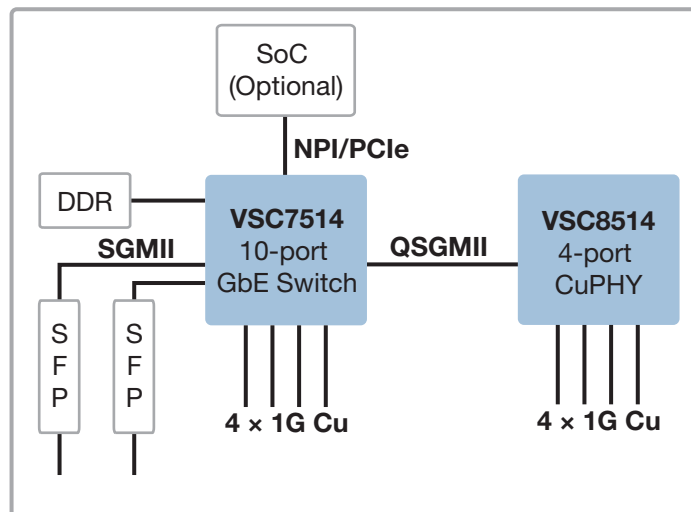 SoC
(Optional)
NPI/PCIe
DDR
VSC7514
10-port
GbE Switch
SGMII
QSGMII
VSC8514
4-port
CuPHY
S
F
P
S
F
P
4 × 1G Cu
4 × 1G Cu